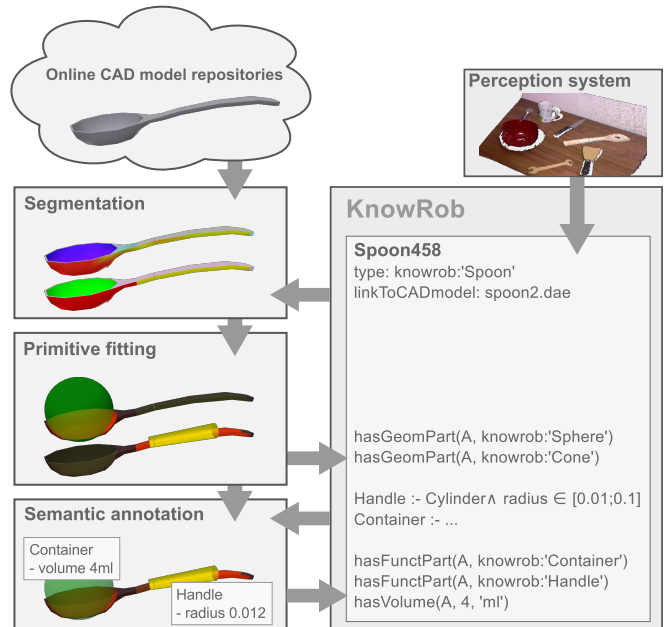 Online CAD model repositories
Perception system
Segmentation
KnowRob
Spoon458
type: knowrob:'Spoon'
linkToCADmodel: spoon2.dae
Primitive fitting
hasGeomPart(A, knowrob:'Sphere')
hasGeomPart(A, knowrob:'Cone')
Handle :- Cylinder∧ radius ∈ [0.01;0.1]
Container :- ...
Semantic annotation
Container
- volume 4ml
Handle
- radius 0.012
hasFunctPart(A, knowrob:'Container')
hasFunctPart(A, knowrob:'Handle')
hasVolume(A, 4, 'ml')